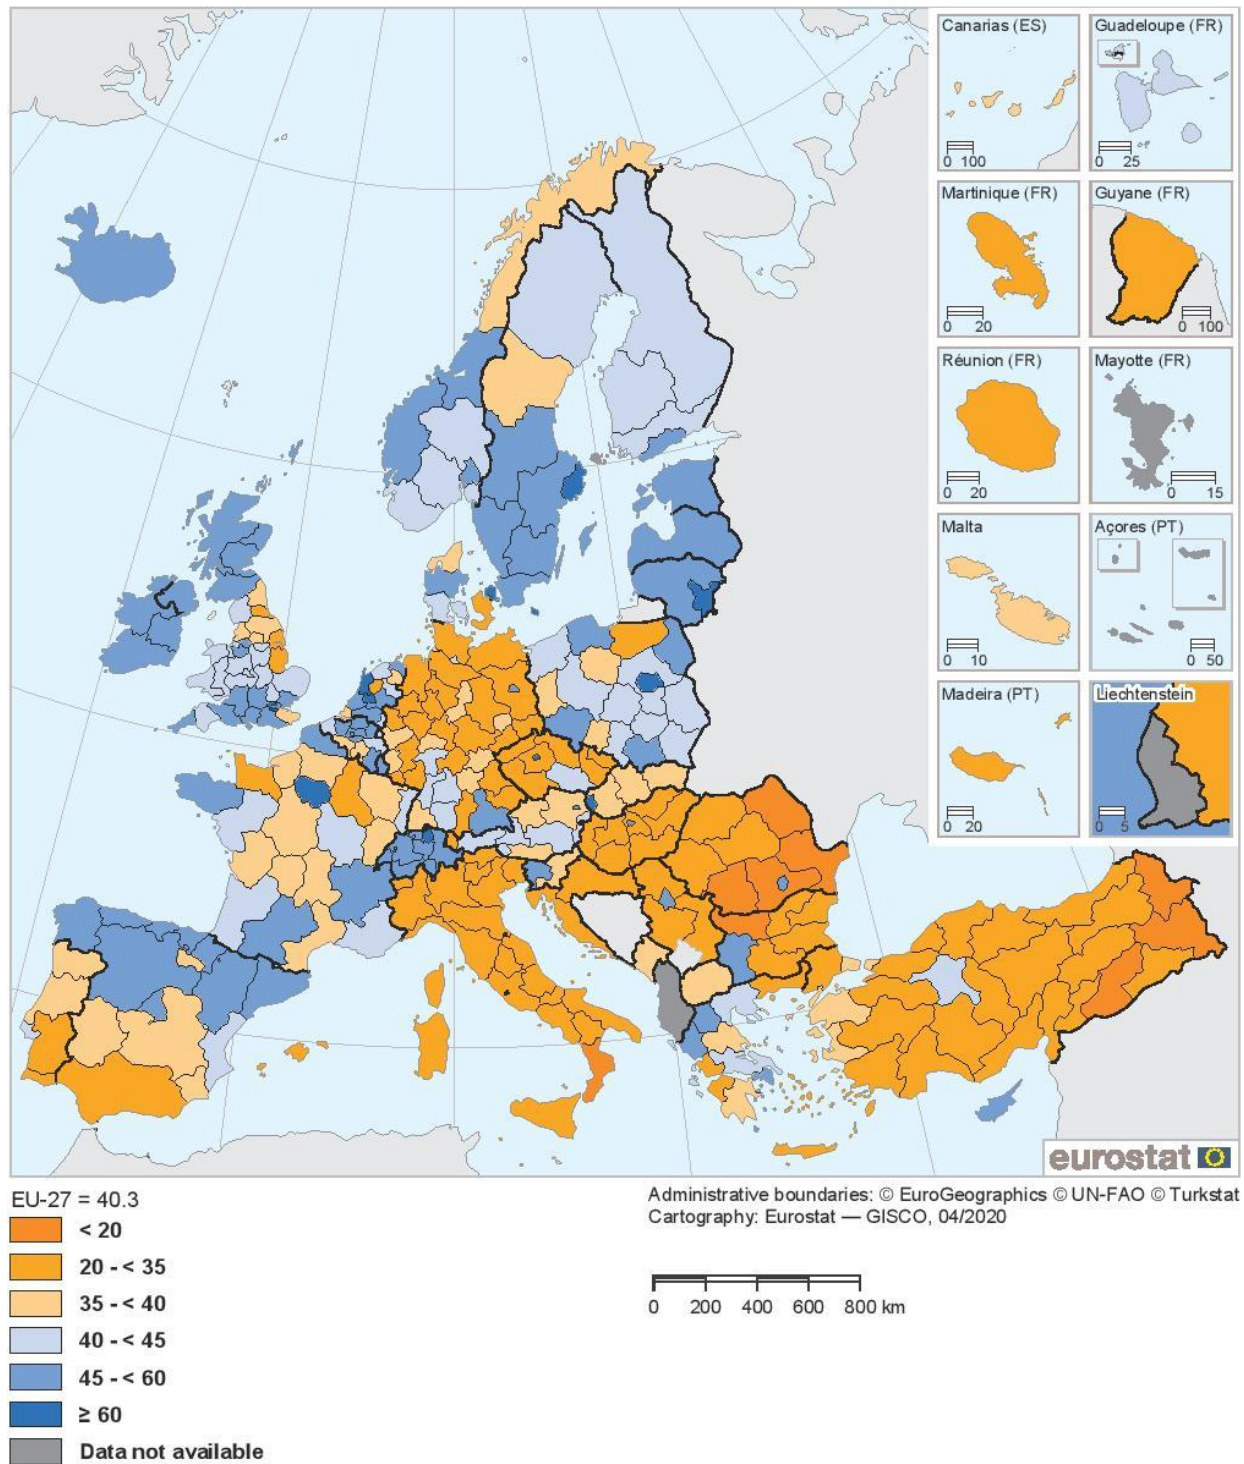 Canarias (ES)
0 100
Guadeloupe (FR)
0 25
Martinique (FR)
0 20
Guyane (FR)
0 100
Réunion (FR)
0 20
Mayotte (FR)
0 15
Malta
0 10
Açores (PT)
0 50
Madeira (PT)
0 20
Liechtenstein
0 5
eurostat
EU-27 = 40.3
< 20
20 - < 35
35 - < 40
40 - < 45
45 - < 60
≥ 60
Data not available
Administrative boundaries: © EuroGeographics © UN-FAO © Turkstat
Cartography: Eurostat — GISCO, 04/2020
0 200 400 600 800 km